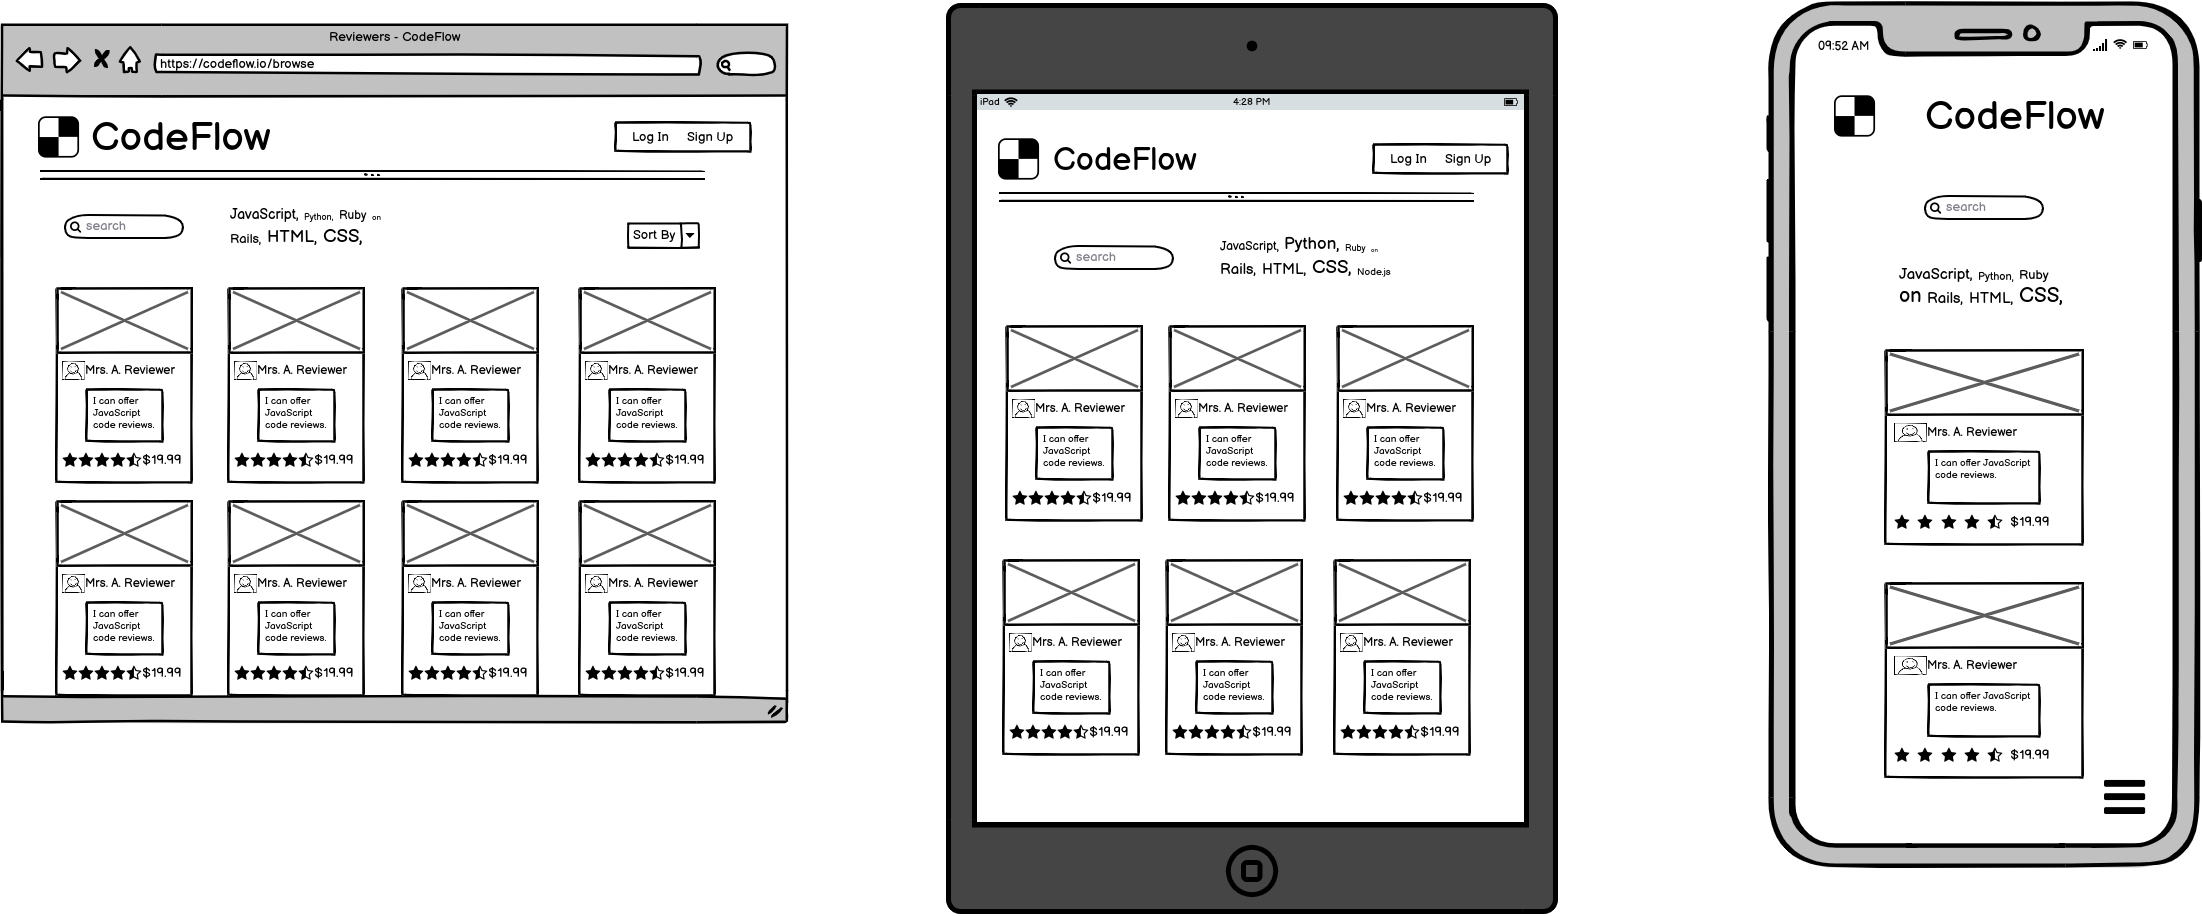 Reviewers - CodeFlow
https://codeflow.io/browse
CodeFlow
Log In Sign Up
search
JavaScript, Python, Ruby on
Rails, HTML, CSS,
Sort By
Mrs. A. Reviewer
I can offer
JavaScript
code reviews.
$19.99
Mrs. A. Reviewer
I can offer
JavaScript
code reviews.
$19.99
Mrs. A. Reviewer
I can offer
JavaScript
code reviews.
$19.99
Mrs. A. Reviewer
I can offer
JavaScript
code reviews.
$19.99
Mrs. A. Reviewer
I can offer
JavaScript
code reviews.
$19.99
Mrs. A. Reviewer
I can offer
JavaScript
code reviews.
$19.99
Mrs. A. Reviewer
I can offer
JavaScript
code reviews.
$19.99
Mrs. A. Reviewer
I can offer
JavaScript
code reviews.
$19.99
iPad
4:28 PM
CodeFlow
Log In Sign Up
search
JavaScript, Python, Ruby on
Rails, HTML, CSS, Node.js
Mrs. A. Reviewer
I can offer
JavaScript
code reviews.
$19.99
Mrs. A. Reviewer
I can offer
JavaScript
code reviews.
$19.99
Mrs. A. Reviewer
I can offer
JavaScript
code reviews.
$19.99
Mrs. A. Reviewer
I can offer
JavaScript
code reviews.
$19.99
Mrs. A. Reviewer
I can offer
JavaScript
code reviews.
$19.99
Mrs. A. Reviewer
I can offer
JavaScript
code reviews.
$19.99
09:52 AM
CodeFlow
search
JavaScript, Python, Ruby
on Rails, HTML, CSS,
Mrs. A. Reviewer
I can offer JavaScript
code reviews.
$19.99
Mrs. A. Reviewer
I can offer JavaScript
code reviews.
$19.99